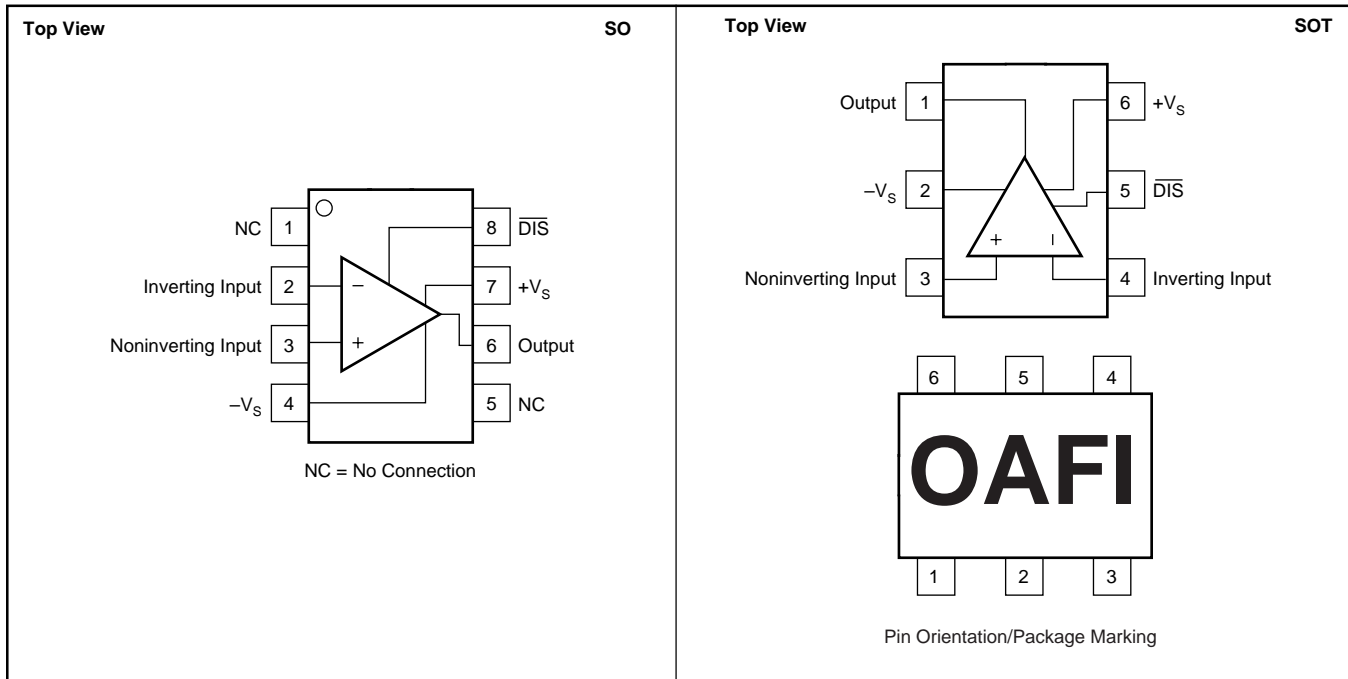 Top View SO
NC 1 8 D̅I̅S̅
Inverting Input 2 − 7 +VS
Noninverting Input 3 + 6 Output
–VS 4 5 NC
NC = No Connection
Top View SOT
Output 1 6 +VS
–VS 2 5 D̅I̅S̅
+ −
Noninverting Input 3 4 Inverting Input
6 5 4
OAFI
1 2 3
Pin Orientation/Package Marking